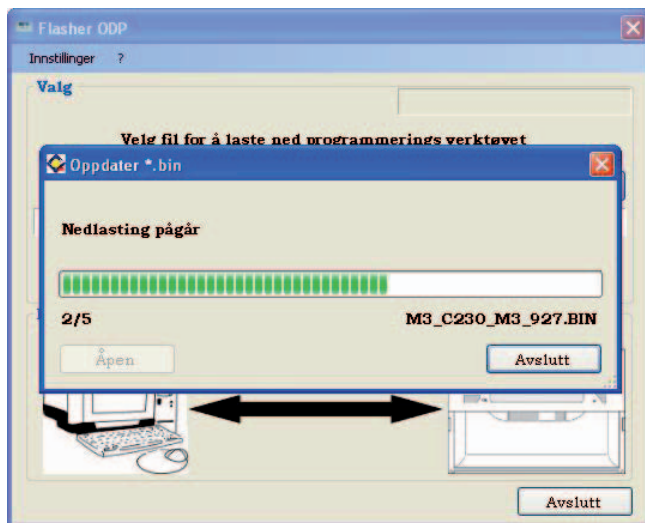 Flasher ODP
Innstillinger ?
Valg
Velg fil for å laste ned programmerings verktøyet
Oppdater *.bin
Nedlasting pågår
2/5 M3_C230_M3_927.BIN
Åpen Avslutt
Avslutt